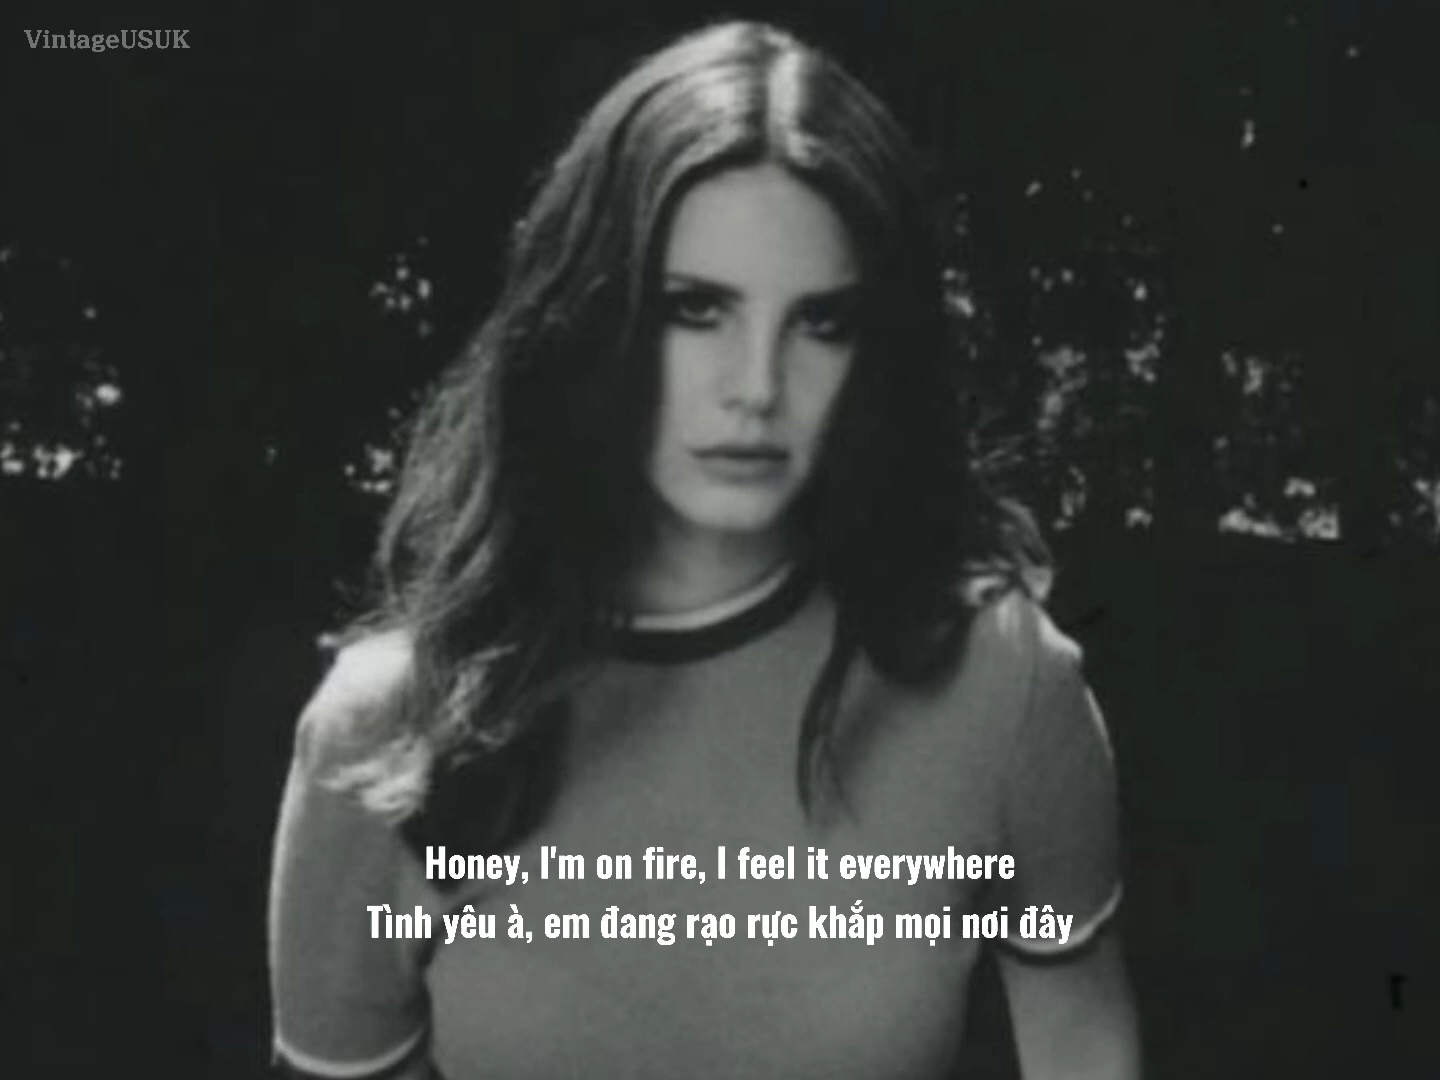 VintageUSUK
Honey, I'm on fire, I feel it everywhere
Tình yêu à, em đang rạo rực khắp mọi nơi đây